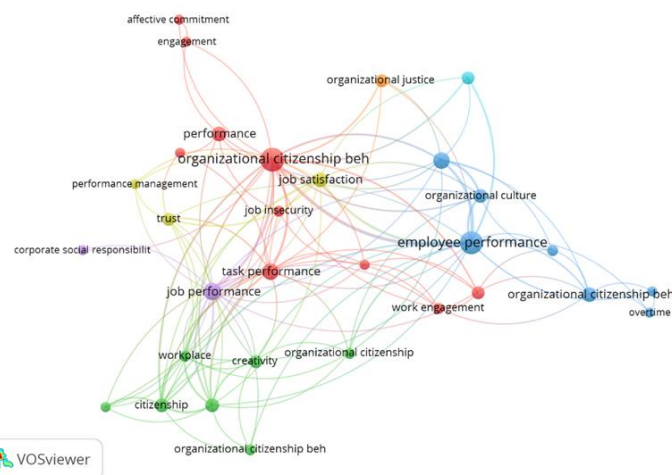 affective commitment
engagement
organizational justice
performance
organizational citizenship beh
job satisfaction
performance management
organizational culture
job insecurity
trust
employee performance
corporate social responsibilit
task performance
job performance
organizational citizenship beh
work engagement
overtime
organizational citizenship
workplace
creativity
citizenship
organizational citizenship beh
VOSviewer